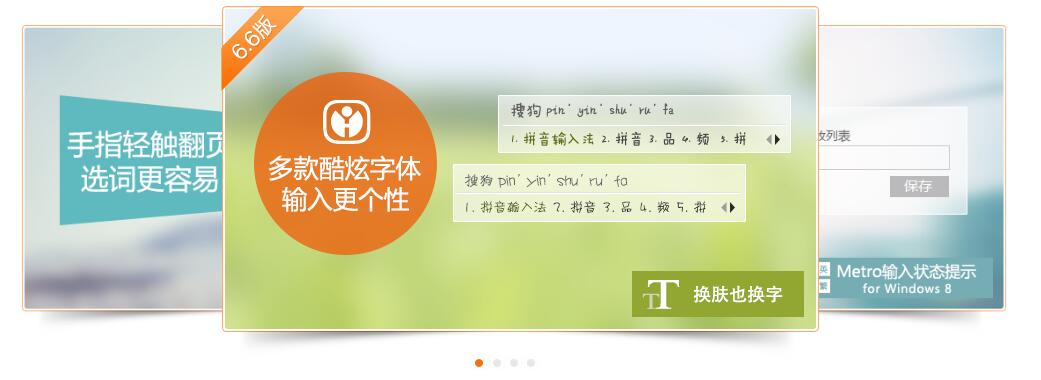 6.6版
手指轻触翻页
选词更容易
多款酷炫字体
输入更个性
搜狗 pin'yin'shu'ru'fa
1. 拼音输入法 2. 拼音 3. 品 4. 频 5. 拼
搜狗 pin'yin'shu'ru'fa
1. 拼音输入法 2. 拼音 3. 品 4. 频 5. 拼
TT 换肤也换字
改列表
保存
英
繁
Metro输入状态提示
for Windows 8